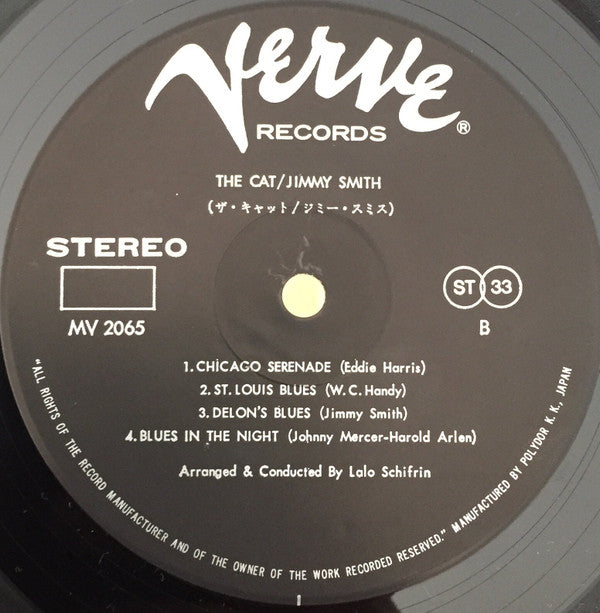 VERVE
RECORDS ®
THE CAT/JIMMY SMITH
(ザ・キャット/ジミー・スミス)
STEREO
ST 33
MV 2065
B
1. CHICAGO SERENADE (Eddie Harris)
2. ST. LOUIS BLUES (W. C. Handy)
3. DELON'S BLUES (Jimmy Smith)
4. BLUES IN THE NIGHT (Johnny Mercer-Harold Arlen)
Arranged & Conducted By Lalo Schifrin
"ALL RIGHTS OF THE RECORD MANUFACTURER AND OF THE OWNER OF THE WORK RECORDED RESERVED." MANUFACTURED BY POLYDOR K. K., JAPAN
1